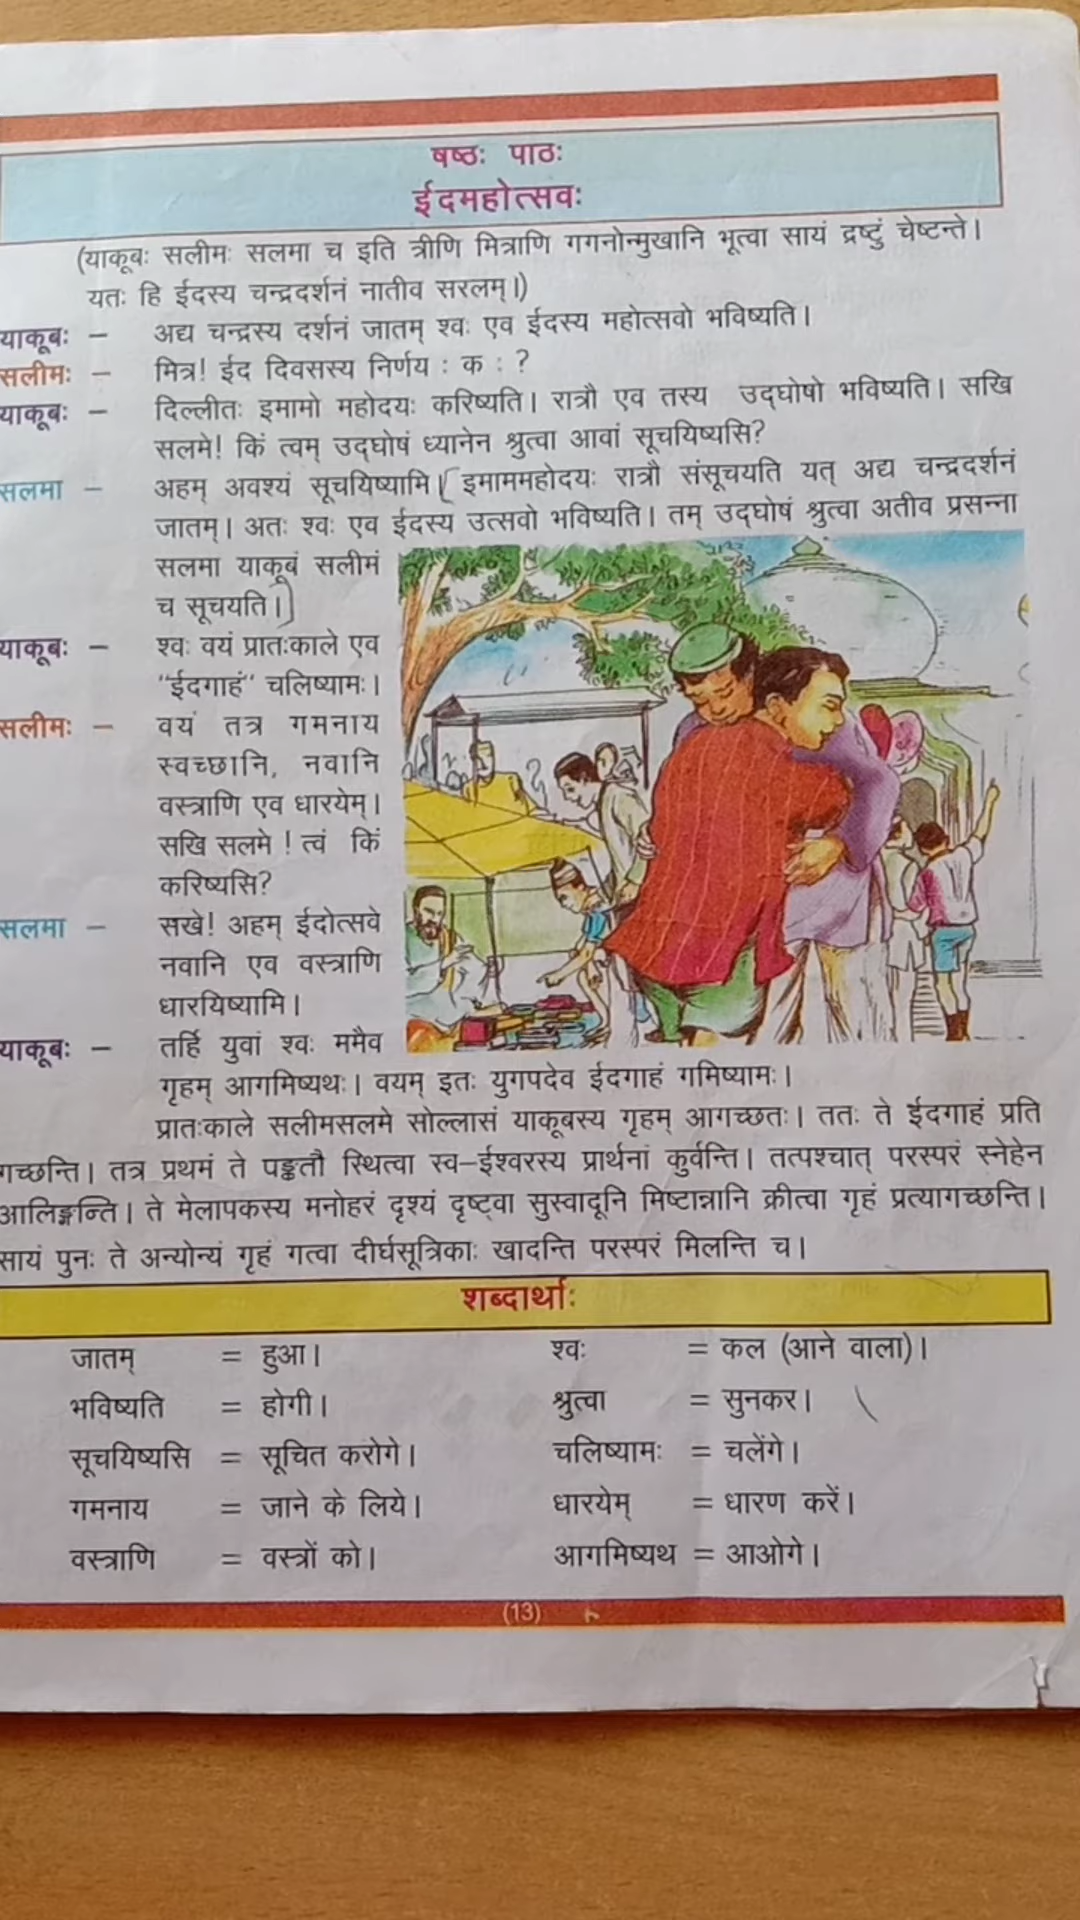 षष्ठः पाठः
ईदमहोत्सवः
(याकूबः सलीमः सलमा च इति त्रीणि मित्राणि गगनोन्मुखानि भूत्वा सायं द्रष्टुं चेष्टन्ते।
यतः हि ईदस्य चन्द्रदर्शनं नातीव सरलम्।)
याकूबः – अद्य चन्द्रस्य दर्शनं जातम् श्वः एव ईदस्य महोत्सवो भविष्यति।
सलीमः – मित्र! ईद दिवसस्य निर्णय : क : ?
याकूबः – दिल्लीतः इमामो महोदयः करिष्यति। रात्रौ एव तस्य उद्घोषो भविष्यति। सखि
सलमे! किं त्वम् उद्घोषं ध्यानेन श्रुत्वा आवां सूचयिष्यसि?
सलमा – अहम् अवश्यं सूचयिष्यामि। (इमाममहोदयः रात्रौ संसूचयति यत् अद्य चन्द्रदर्शनं
जातम्। अतः श्वः एव ईदस्य उत्सवो भविष्यति। तम् उद्घोषं श्रुत्वा अतीव प्रसन्ना
सलमा याकूबं सलीमं
च सूचयति।)
याकूबः – श्वः वयं प्रातःकाले एव
"ईदगाहं" चलिष्यामः।
सलीमः – वयं तत्र गमनाय
स्वच्छानि, नवानि
वस्त्राणि एव धारयेम्।
सखि सलमे ! त्वं किं
करिष्यसि?
सलमा – सखे! अहम् ईदोत्सवे
नवानि एव वस्त्राणि
धारयिष्यामि।
याकूबः – तर्हि युवां श्वः ममैव
गृहम् आगमिष्यथः। वयम् इतः युगपदेव ईदगाहं गमिष्यामः।
प्रातःकाले सलीमसलमे सोल्लासं याकूबस्य गृहम् आगच्छतः। ततः ते ईदगाहं प्रति
गच्छन्ति। तत्र प्रथमं ते पङ्क्तौ स्थित्वा स्व–ईश्वरस्य प्रार्थनां कुर्वन्ति। तत्पश्चात् परस्परं स्नेहेन
आलिङ्गन्ति। ते मेलापकस्य मनोहरं दृश्यं दृष्ट्वा सुस्वादूनि मिष्टान्नानि क्रीत्वा गृहं प्रत्यागच्छन्ति।
सायं पुनः ते अन्योन्यं गृहं गत्वा दीर्घसूत्रिकाः खादन्ति परस्परं मिलन्ति च।
शब्दार्थाः
जातम् = हुआ। श्वः = कल (आने वाला)।
भविष्यति = होगी। श्रुत्वा = सुनकर।
सूचयिष्यसि = सूचित करोगे। चलिष्यामः = चलेंगे।
गमनाय = जाने के लिये। धारयेम् = धारण करें।
वस्त्राणि = वस्त्रों को। आगमिष्यथ = आओगे।
(13)